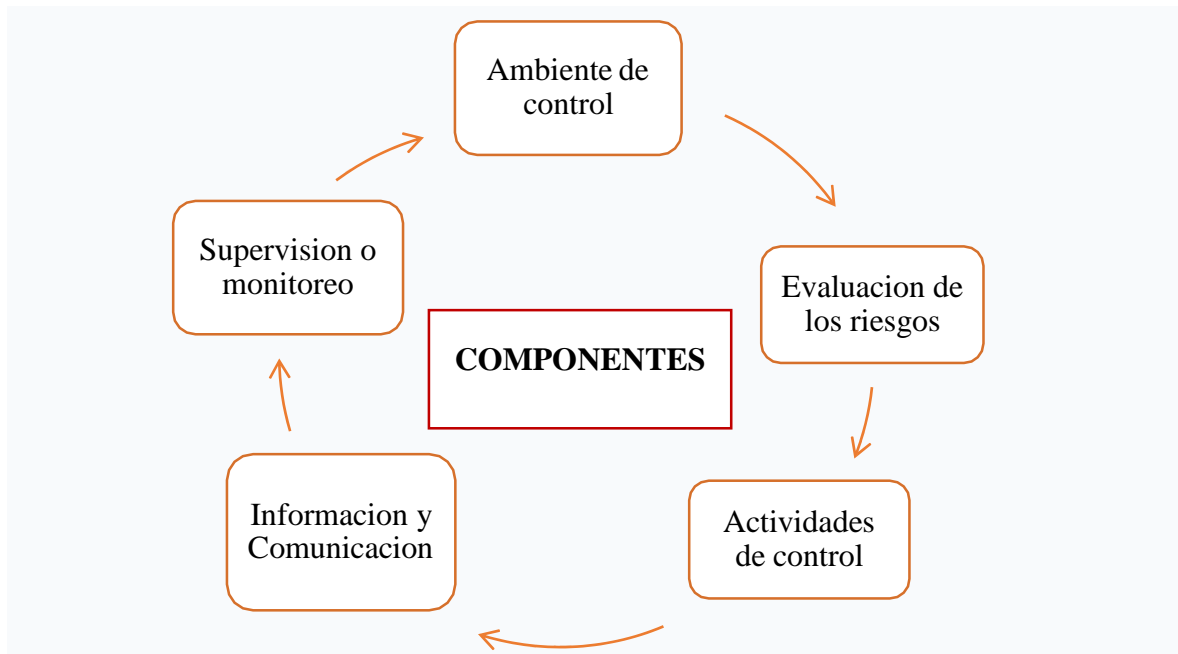 Ambiente de
control
Evaluacion de
los riesgos
Actividades
de control
Informacion y
Comunicacion
Supervision o
monitoreo
COMPONENTES